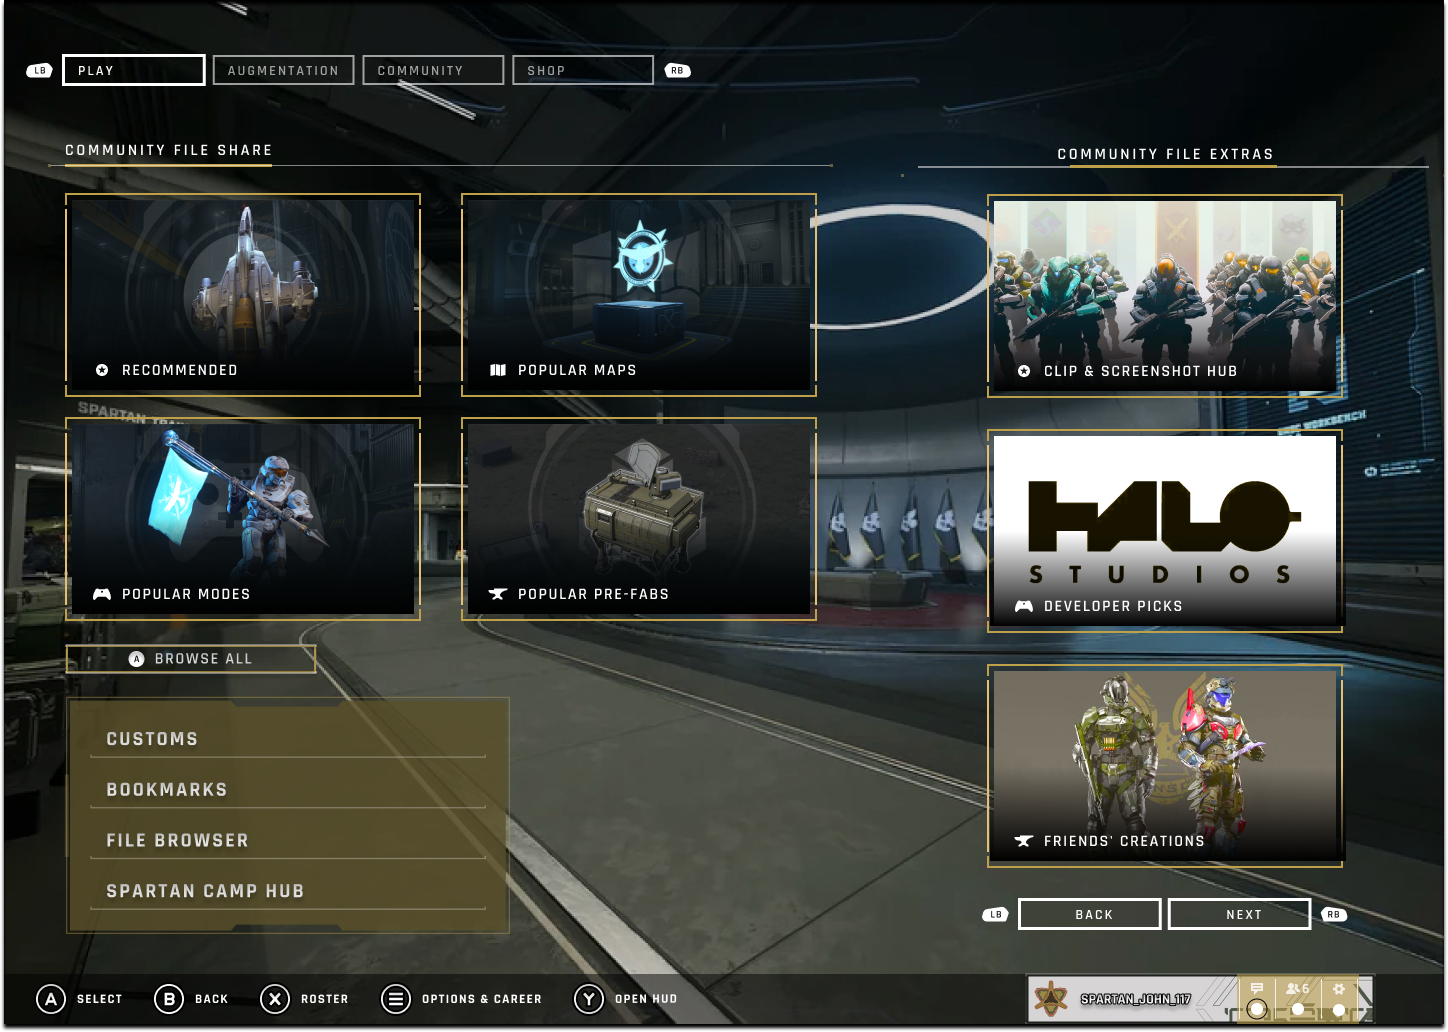 LB PLAY AUGMENTATION COMMUNITY SHOP RB
COMMUNITY FILE SHARE
COMMUNITY FILE EXTRAS
RECOMMENDED
POPULAR MAPS
CLIP & SCREENSHOT HUB
SPARTAN
WORKBENCH
HALO
STUDIOS
POPULAR MODES
POPULAR PRE-FABS
DEVELOPER PICKS
A BROWSE ALL
CUSTOMS
BOOKMARKS
FILE BROWSER
SPARTAN CAMP HUB
FRIENDS' CREATIONS
LB BACK NEXT RB
A SELECT B BACK X ROSTER OPTIONS & CAREER Y OPEN HUD
SPARTAN_JOHN_117
6